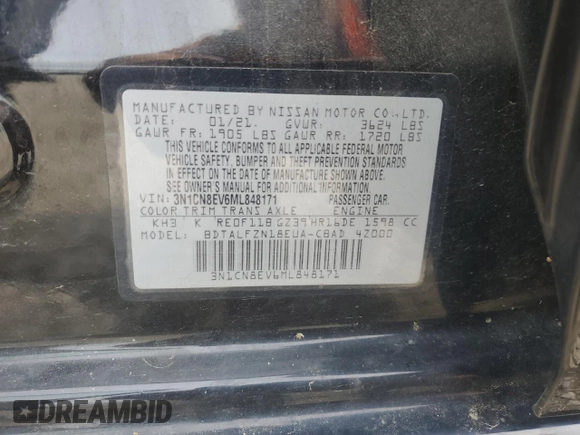 MANUFACTURED BY NISSAN MOTOR CO., LTD.
DATE: 01/21. GVWR: 3624 LBS
GAWR FR: 1905 LBS GAWR RR: 1720 LBS
THIS VEHICLE CONFORMS TO ALL APPLICABLE FEDERAL MOTOR
VEHICLE SAFETY, BUMPER AND THEFT PREVENTION STANDARDS
IN EFFECT ON THE DATE OF MANUFACTURE SHOWN ABOVE.
SEE OWNER'S MANUAL FOR ADDITIONAL INFORMATION
VIN: 3N1CN8EV6ML848171 PASSENGER CAR.
COLOR TRIM TRANS AXLE ENGINE
KH3 K RE0F11B GZ39 HR16DE 1598 CC
BDTALFZN18EUA-CBAD 42000
3N1CN8EV6ML848171
DREAMBID